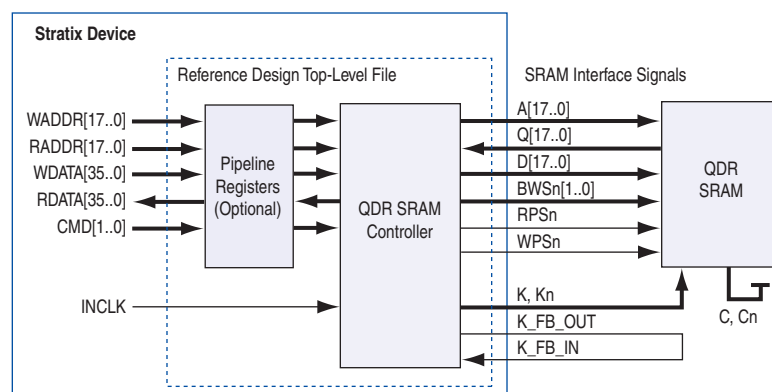 Stratix Device
Reference Design Top-Level File
SRAM Interface Signals
WADDR[17..0]
RADDR[17..0]
WDATA[35..0]
RDATA[35..0]
CMD[1..0]
INCLK
Pipeline
Registers
(Optional)
QDR SRAM
Controller
A[17..0]
Q[17..0]
D[17..0]
BWSn[1..0]
RPSn
WPSn
K, Kn
K_FB_OUT
K_FB_IN
QDR
SRAM
C, Cn